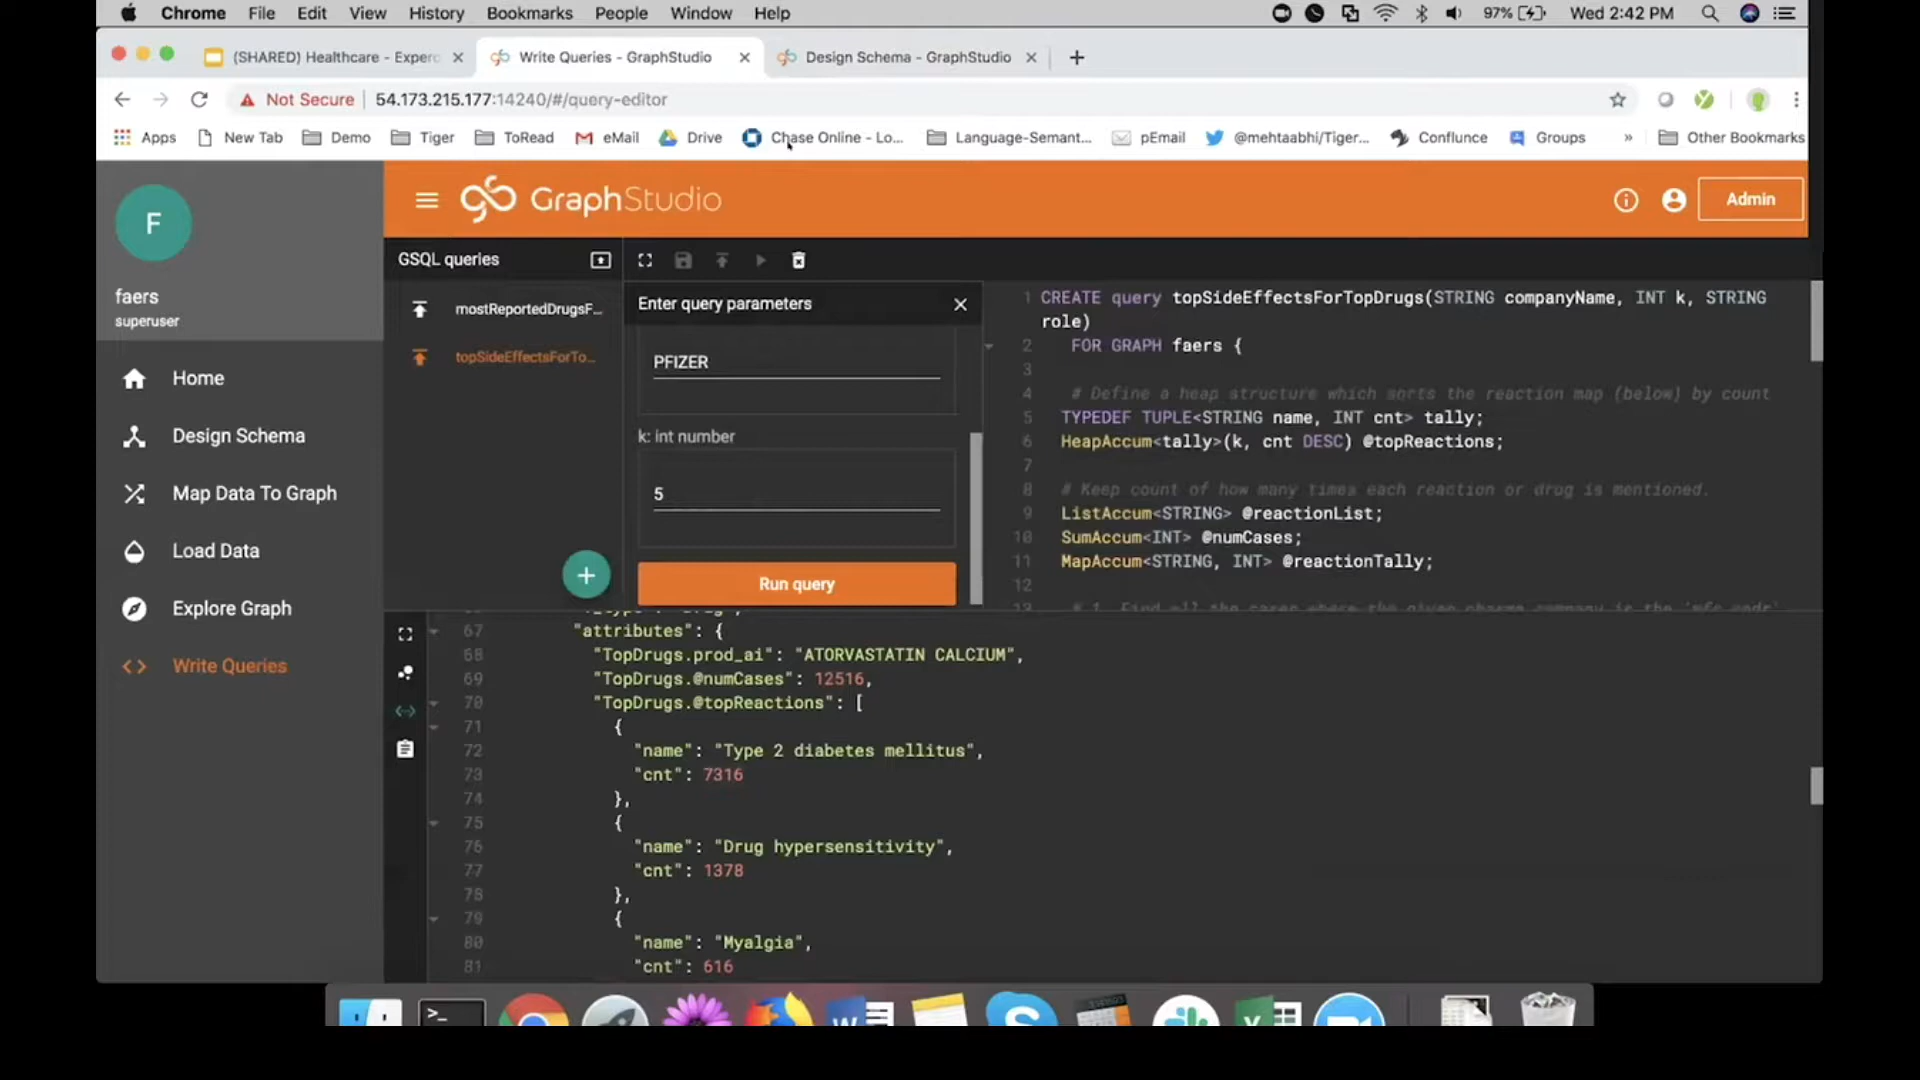 Chrome File Edit View History Bookmarks People Window Help 97% Wed 2:42 PM
(SHARED) Healthcare - Experc Write Queries - GraphStudio Design Schema - GraphStudio
Not Secure 54.173.215.177:14240/#/query-editor
Apps New Tab Demo Tiger ToRead eMail Drive Chase Online - Lo... Language-Semant... pEmail @mehtaabhi/Tiger... Conflunce Groups » Other Bookmarks
F
faers
superuser
Home
Design Schema
Map Data To Graph
Load Data
Explore Graph
Write Queries
GraphStudio Admin
GSQL queries
mostReportedDrugsF...
topSideEffectsForTo...
Enter query parameters
PFIZER
k: int number
5
Run query
1 CREATE query topSideEffectsForTopDrugs(STRING companyName, INT k, STRING
role)
2 FOR GRAPH faers {
3
4 # Define a heap structure which sorts the reaction map (below) by count
5 TYPEDEF TUPLE<STRING name, INT cnt> tally;
6 HeapAccum<tally>(k, cnt DESC) @topReactions;
7
8 # Keep count of how many times each reaction or drug is mentioned.
9 ListAccum<STRING> @reactionList;
10 SumAccum<INT> @numCases;
11 MapAccum<STRING, INT> @reactionTally;
12
67 "attributes": {
68 "TopDrugs.prod_ai": "ATORVASTATIN CALCIUM",
69 "TopDrugs.@numCases": 12516,
70 "TopDrugs.@topReactions": [
71 {
72 "name": "Type 2 diabetes mellitus",
73 "cnt": 7316
74 },
75 {
76 "name": "Drug hypersensitivity",
77 "cnt": 1378
78 },
79 {
80 "name": "Myalgia",
81 "cnt": 616